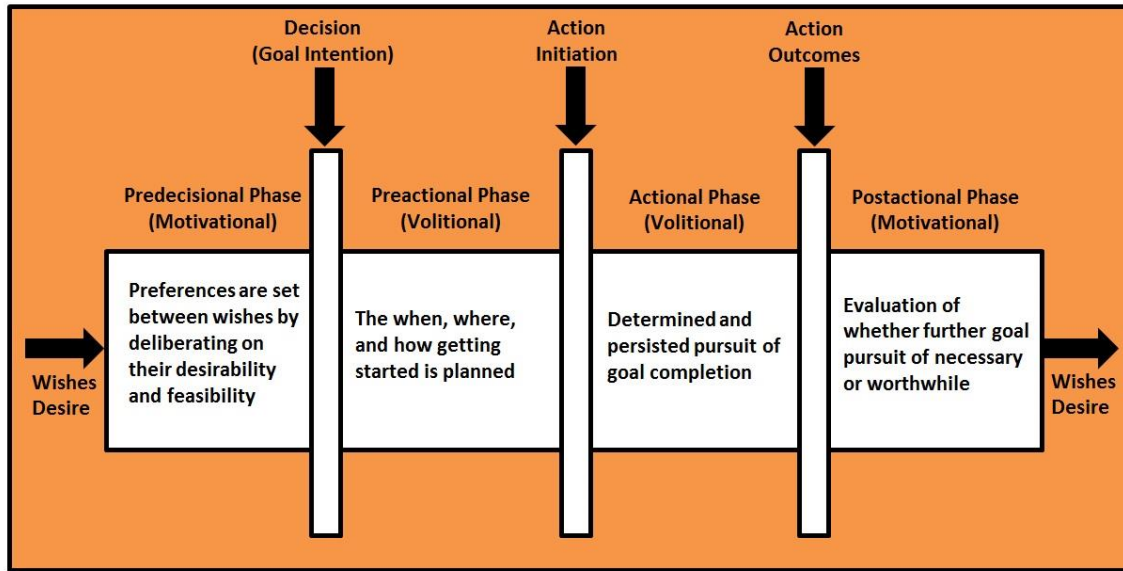 Decision
(Goal Intention)
Action
Initiation
Action
Outcomes
Predecisional Phase
(Motivational)
Preactional Phase
(Volitional)
Actional Phase
(Volitional)
Postactional Phase
(Motivational)
Wishes
Desire
Preferences are set
between wishes by
deliberating on
their desirability
and feasibility
The when, where,
and how getting
started is planned
Determined and
persisted pursuit of
goal completion
Evaluation of
whether further goal
pursuit of necessary
or worthwhile
Wishes
Desire